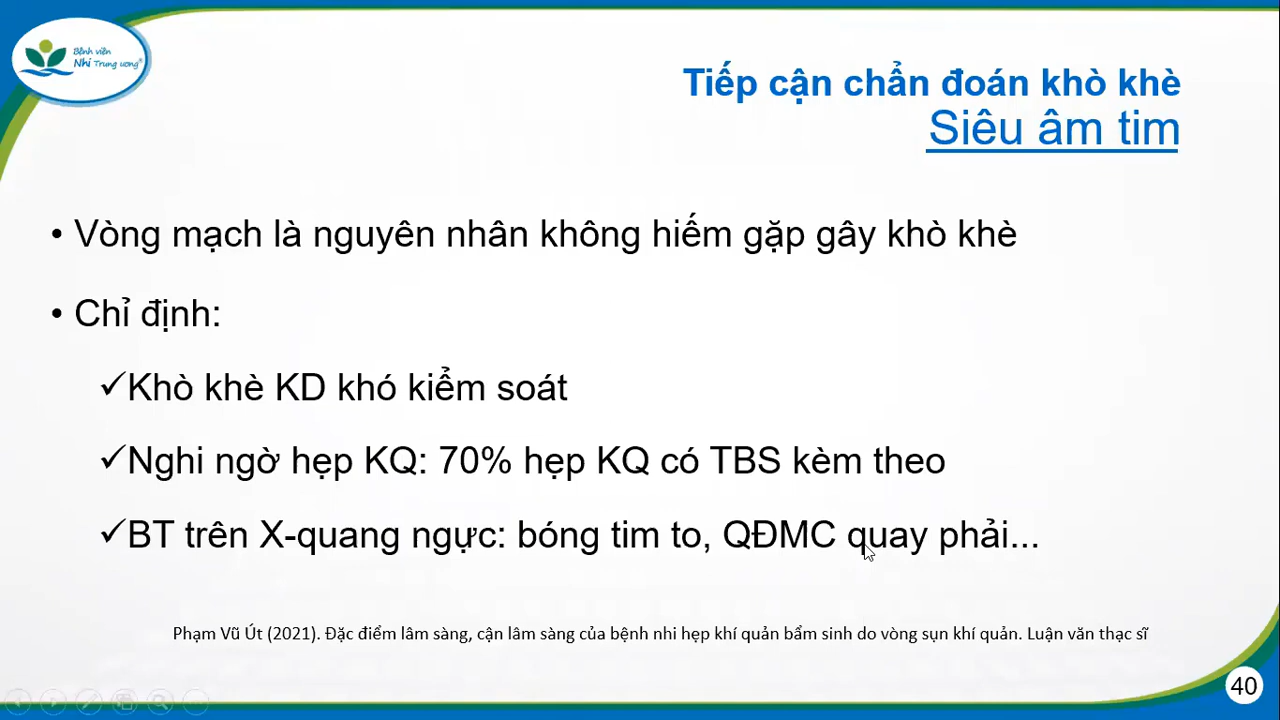 Bệnh viện
Nhi Trung ương®
Tiếp cận chẩn đoán khò khè
Siêu âm tim
• Vòng mạch là nguyên nhân không hiếm gặp gây khò khè
• Chỉ định:
✓Khò khè KD khó kiểm soát
✓Nghi ngờ hẹp KQ: 70% hẹp KQ có TBS kèm theo
✓BT trên X-quang ngực: bóng tim to, QĐMC quay phải...
Phạm Vũ Út (2021). Đặc điểm lâm sàng, cận lâm sàng của bệnh nhi hẹp khí quản bẩm sinh do vòng sụn khí quản. Luận văn thạc sĩ
40